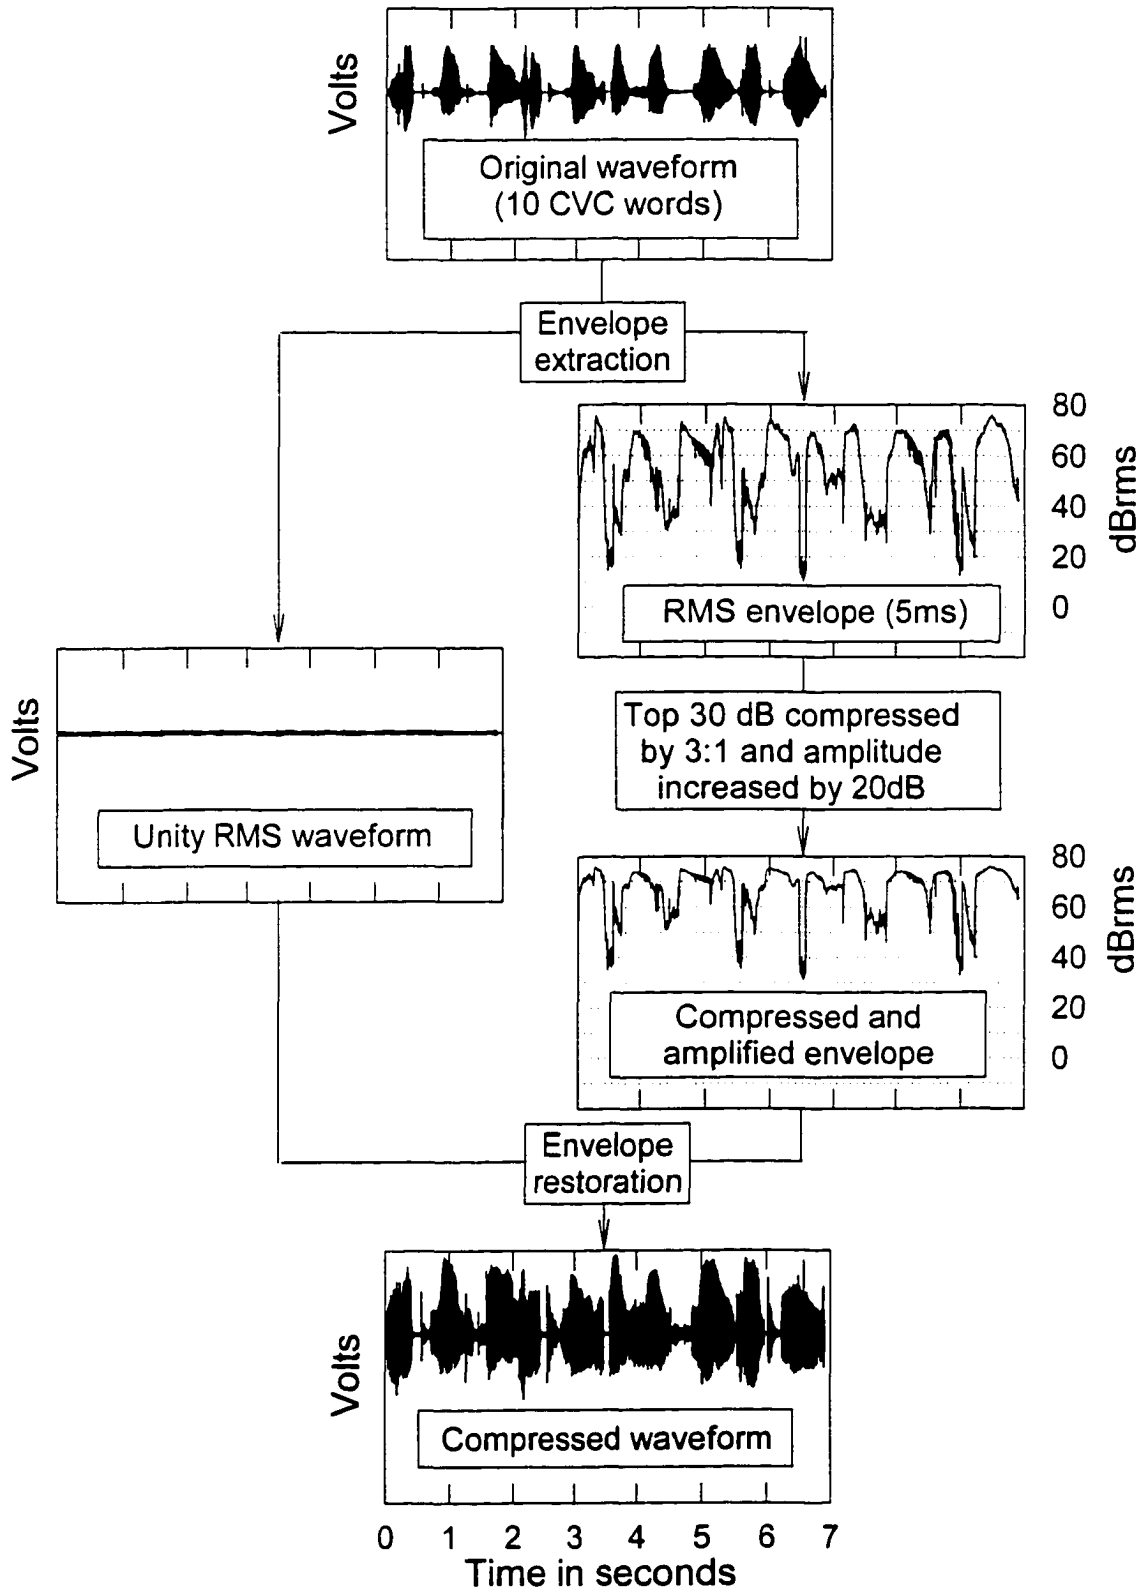 Volts
Original waveform
(10 CVC words)
Envelope
extraction
80
60
40
20
0
dBrms
RMS envelope (5ms)
Volts
Unity RMS waveform
Top 30 dB compressed
by 3:1 and amplitude
increased by 20dB
80
60
40
20
0
dBrms
Compressed and
amplified envelope
Envelope
restoration
Volts
Compressed waveform
0 1 2 3 4 5 6 7
Time in seconds